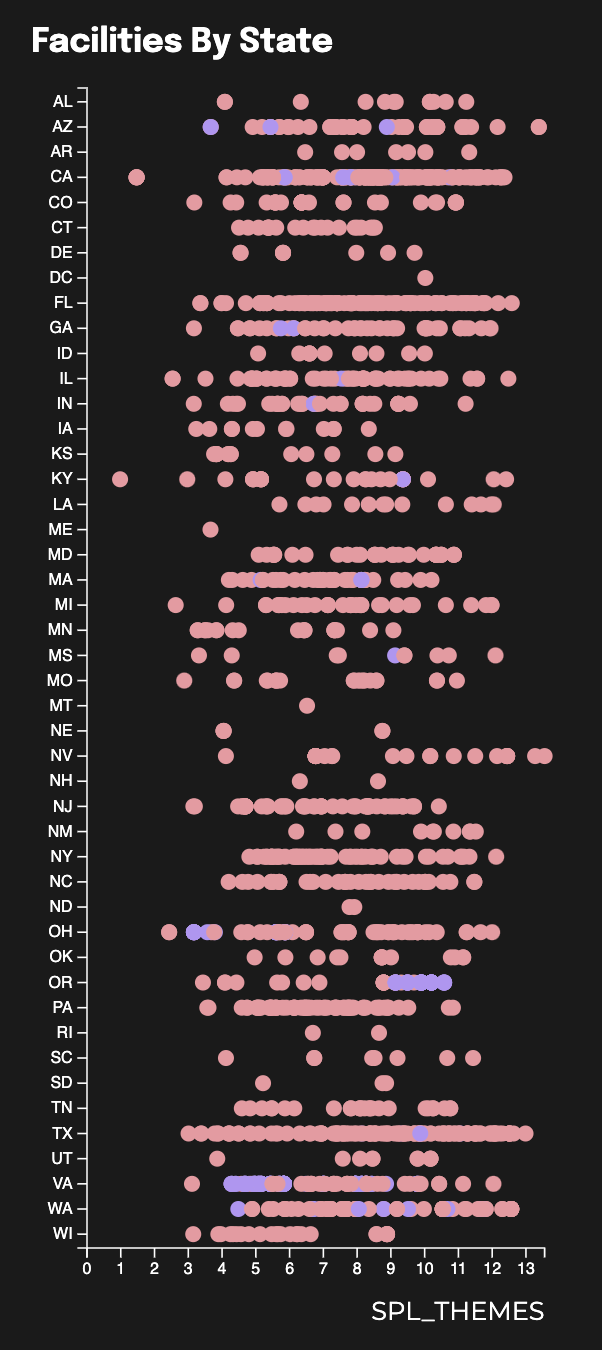 Facilities By State
AL
AZ
AR
CA
CO
CT
DE
DC
FL
GA
ID
IL
IN
IA
KS
KY
LA
ME
MD
MA
MI
MN
MS
MO
MT
NE
NV
NH
NJ
NM
NY
NC
ND
OH
OK
OR
PA
RI
SC
SD
TN
TX
UT
VA
WA
WI
0 1 2 3 4 5 6 7 8 9 10 11 12 13
SPL_THEMES